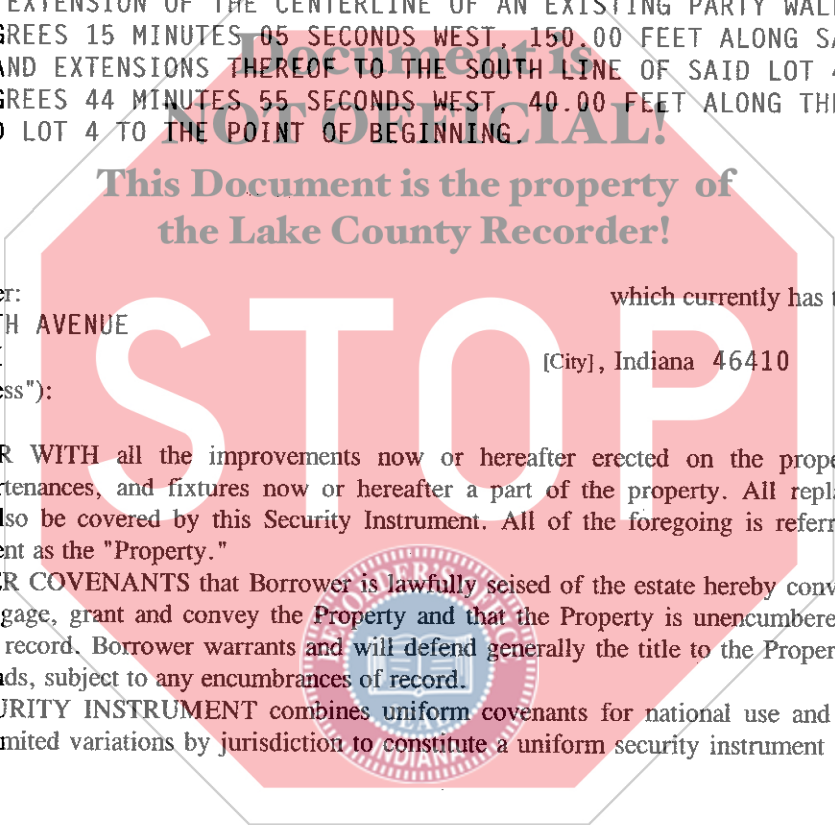 EXTENSION OF THE CENTERLINE OF AN EXISTING PARTY WALL
GREES 15 MINUTES 05 SECONDS WEST, 150.00 FEET ALONG SA
AND EXTENSIONS THEREOF TO THE SOUTH LINE OF SAID LOT 4
GREES 44 MINUTES 55 SECONDS WEST 40.00 FEET ALONG THE
LOT 4 TO THE POINT OF BEGINNING.
Document is
NOT OFFICIAL!
This Document is the property of
the Lake County Recorder!
er: which currently has t
TH AVENUE
[City], Indiana 46410
ess"):
STOP
R WITH all the improvements now or hereafter erected on the prope
rtenances, and fixtures now or hereafter a part of the property. All repla
lso be covered by this Security Instrument. All of the foregoing is referr
ent as the "Property."
ER COVENANTS that Borrower is lawfully seised of the estate hereby conv
gage, grant and convey the Property and that the Property is unencumbere
record. Borrower warrants and will defend generally the title to the Proper
nds, subject to any encumbrances of record.
URITY INSTRUMENT combines uniform covenants for national use and
mited variations by jurisdiction to constitute a uniform security instrument
RECORDER'S OFFICE
SEAL
INDIANA